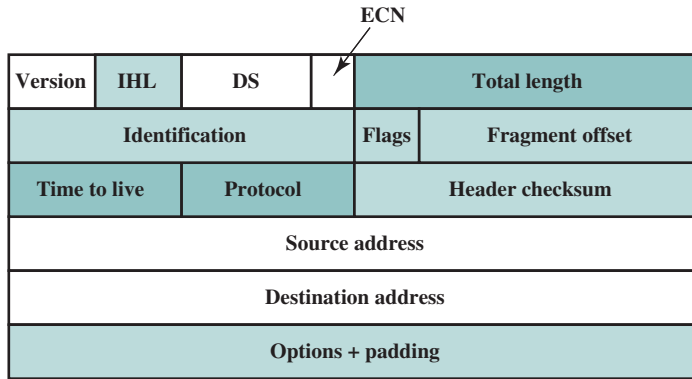 ECN
Version IHL DS Total length
Identification Flags Fragment offset
Time to live Protocol Header checksum
Source address
Destination address
Options + padding